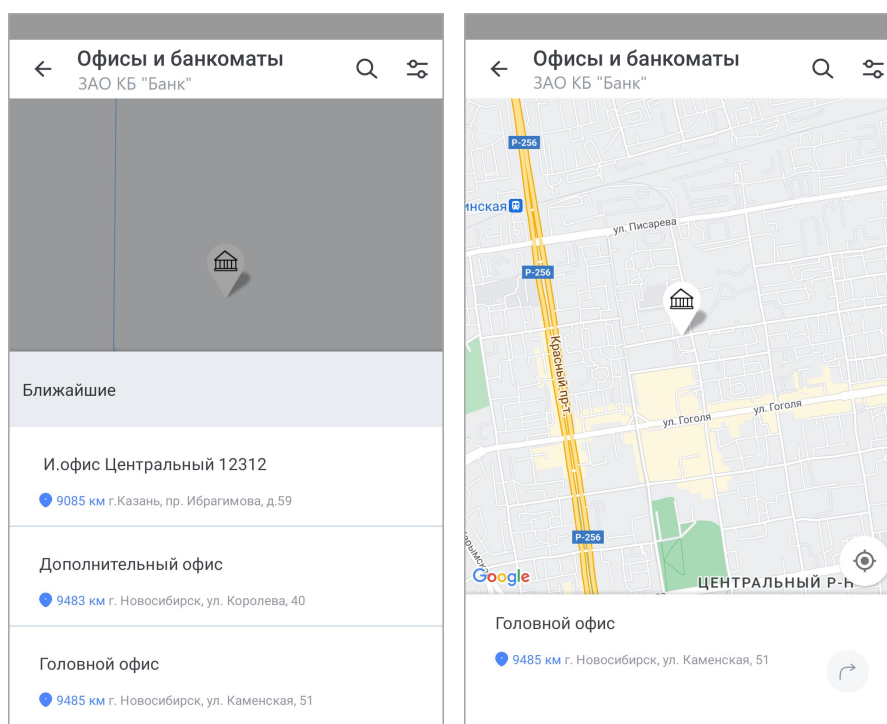 Офисы и банкоматы
ЗАО КБ "Банк"
Ближайшие
И.офис Центральный 12312
9085 км г.Казань, пр. Ибрагимова, д.59
Дополнительный офис
9483 км г. Новосибирск, ул. Королева, 40
Головной офис
9485 км г. Новосибирск, ул. Каменская, 51
Офисы и банкоматы
ЗАО КБ "Банк"
Р-256
инская
ул. Писарева
Р-256
Красный пр-т.
ул. Гоголя
ул. Гоголя
Р-256
Google
ЦЕНТРАЛЬНЫЙ Р-Н
Головной офис
9485 км г. Новосибирск, ул. Каменская, 51